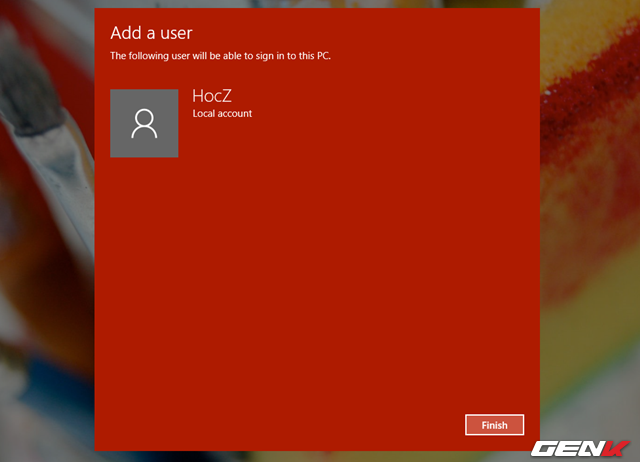 Add a user
The following user will be able to sign in to this PC.
HocZ
Local account
Finish
GENK